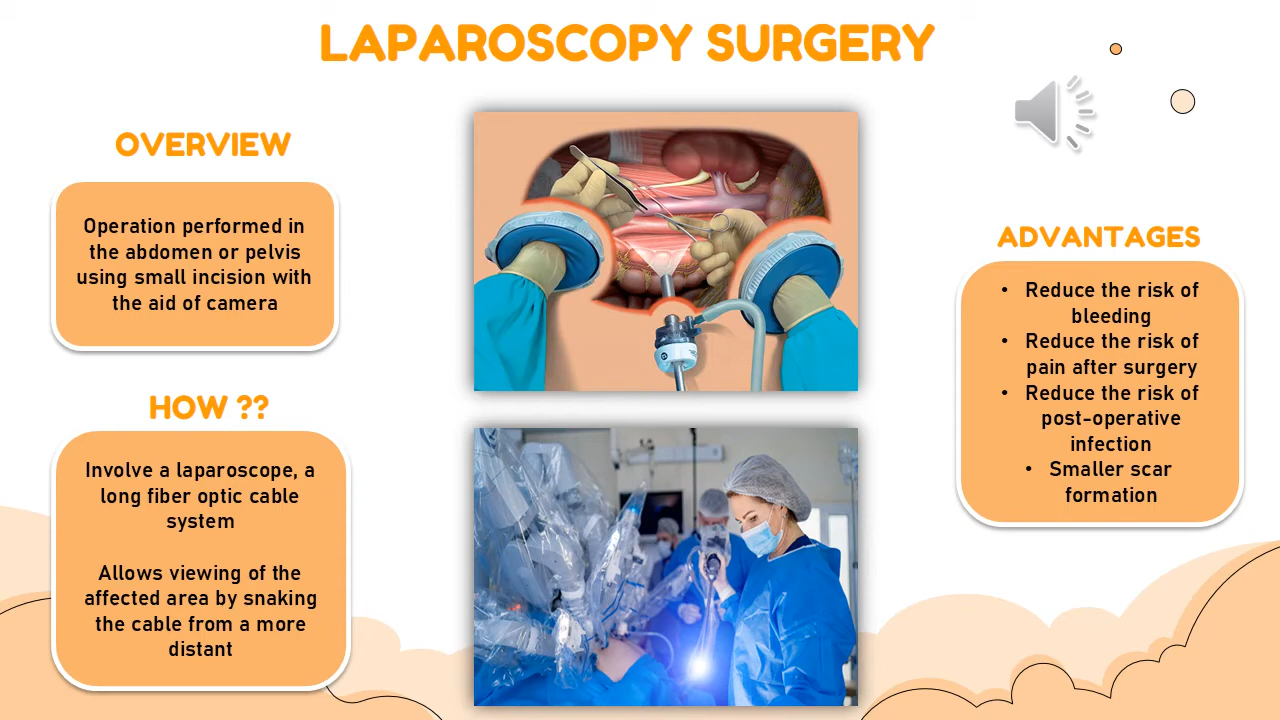 LAPAROSCOPY SURGERY
OVERVIEW
Operation performed in
the abdomen or pelvis
using small incision with
the aid of camera
HOW ??
Involve a laparoscope, a
long fiber optic cable
system
Allows viewing of the
affected area by snaking
the cable from a more
distant
ADVANTAGES
• Reduce the risk of
bleeding
• Reduce the risk of
pain after surgery
• Reduce the risk of
post-operative
infection
• Smaller scar
formation